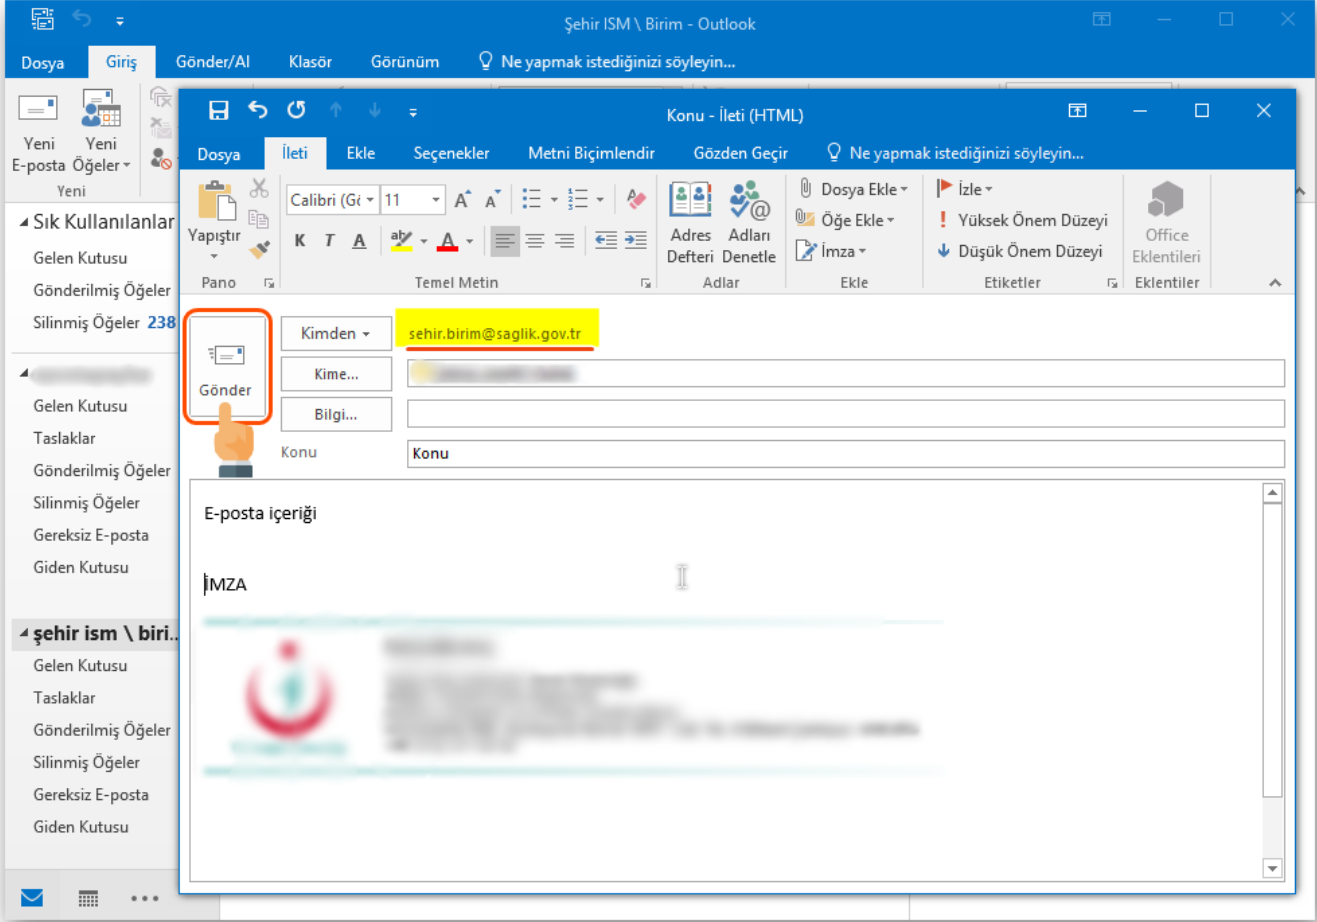 Şehir ISM \ Birim - Outlook
Dosya Giriş Gönder/Al Klasör Görünüm Ne yapmak istediğinizi söyleyin...
Yeni E-posta
Yeni Öğeler
Yeni
Sık Kullanılanlar
Gelen Kutusu
Gönderilmiş Öğeler
Silinmiş Öğeler 238
Gelen Kutusu
Taslaklar
Gönderilmiş Öğeler
Silinmiş Öğeler
Gereksiz E-posta
Giden Kutusu
şehir ism \ biri...
Gelen Kutusu
Taslaklar
Gönderilmiş Öğeler
Silinmiş Öğeler
Gereksiz E-posta
Giden Kutusu
Konu - İleti (HTML)
Dosya İleti Ekle Seçenekler Metni Biçimlendir Gözden Geçir Ne yapmak istediğinizi söyleyin...
Yapıştır
Pano
Calibri (Gö 11
K T A
Temel Metin
Adres Defteri
Adları Denetle
Adlar
Dosya Ekle
Öğe Ekle
İmza
Ekle
İzle
Yüksek Önem Düzeyi
Düşük Önem Düzeyi
Etiketler
Office Eklentileri
Eklentiler
Gönder
Kimden sehir.birim@saglik.gov.tr
Kime...
Bilgi...
Konu Konu
E-posta içeriği
İMZA